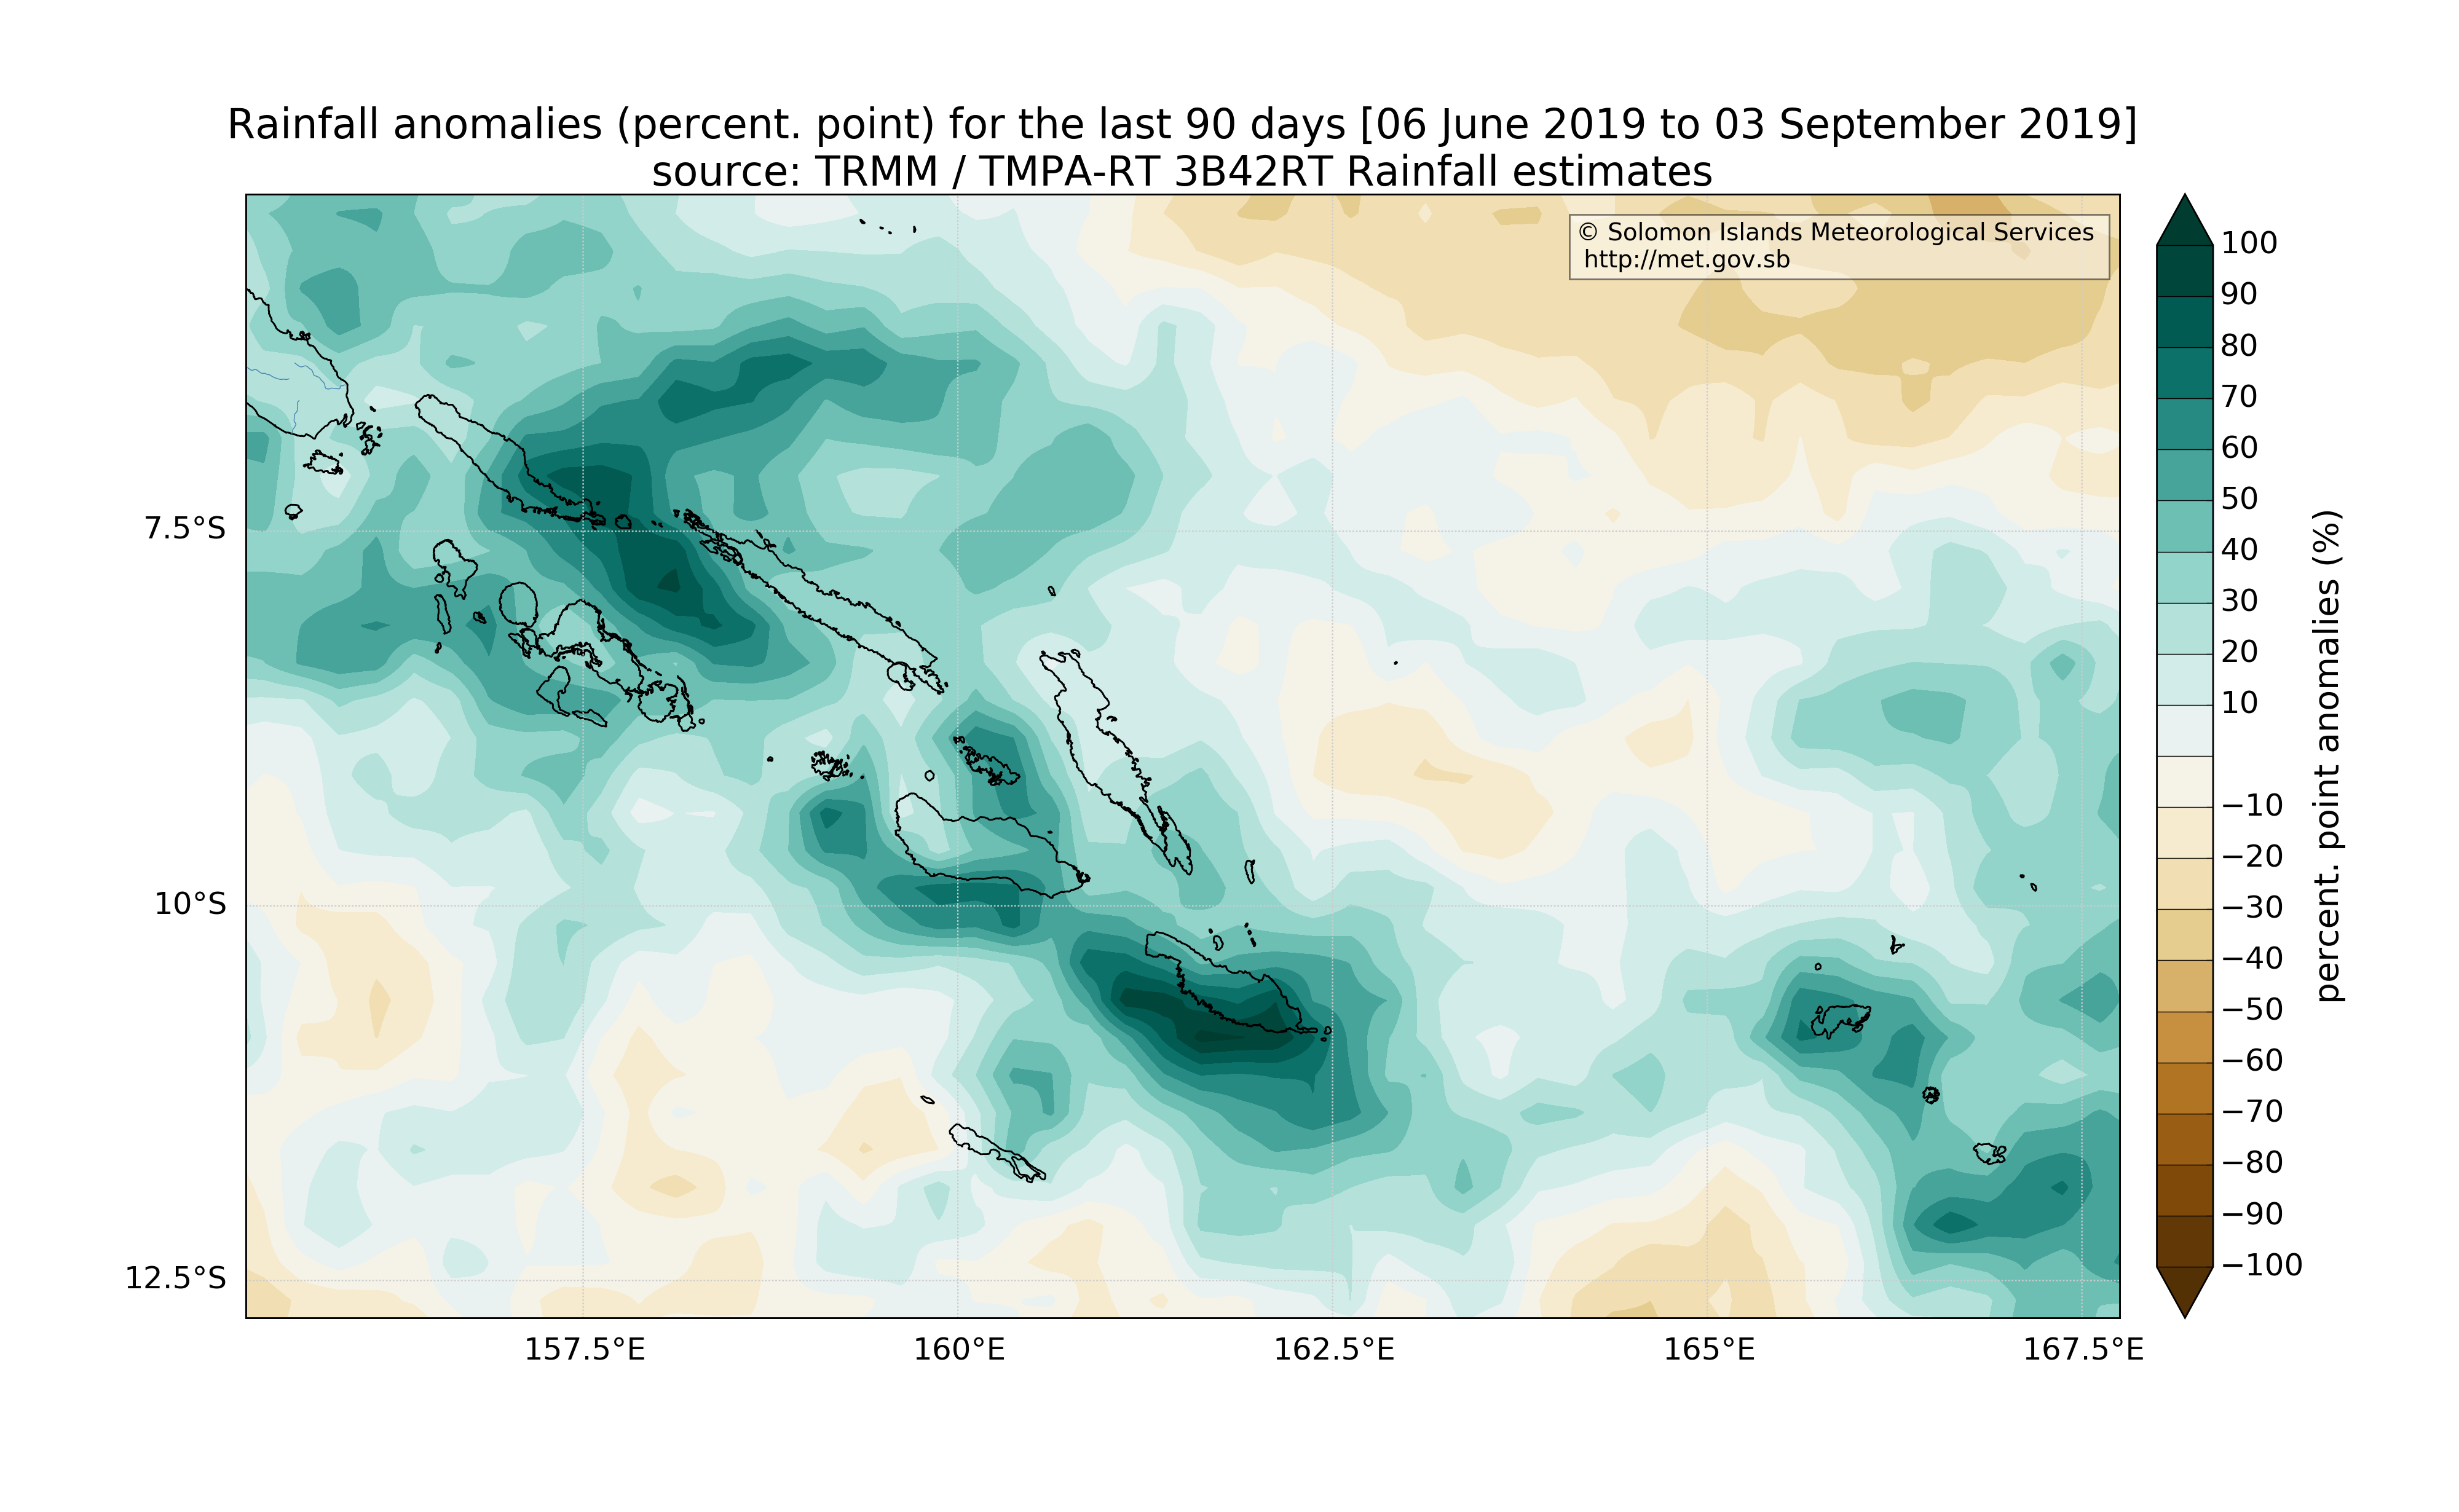 Rainfall anomalies (percent. point) for the last 90 days [06 June 2019 to 03 September 2019]
source: TRMM / TMPA-RT 3B42RT Rainfall estimates
© Solomon Islands Meteorological Services
http://met.gov.sb
7.5°S
10°S
12.5°S
157.5°E
160°E
162.5°E
165°E
167.5°E
100
90
80
70
60
50
40
30
20
10
−10
−20
−30
−40
−50
−60
−70
−80
−90
−100
percent. point anomalies (%)